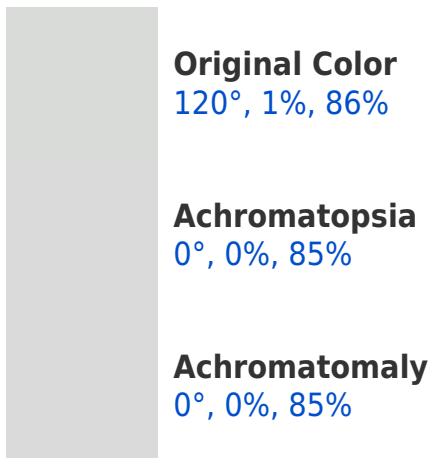 Original Color
120°, 1%, 86%
Achromatopsia
0°, 0%, 85%
Achromatomaly
0°, 0%, 85%